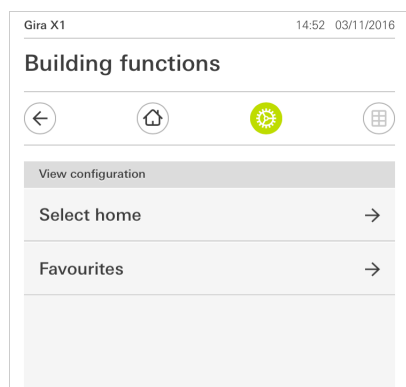 Gira X1 14:52 03/11/2016
Building functions
View configuration
Select home
Favourites